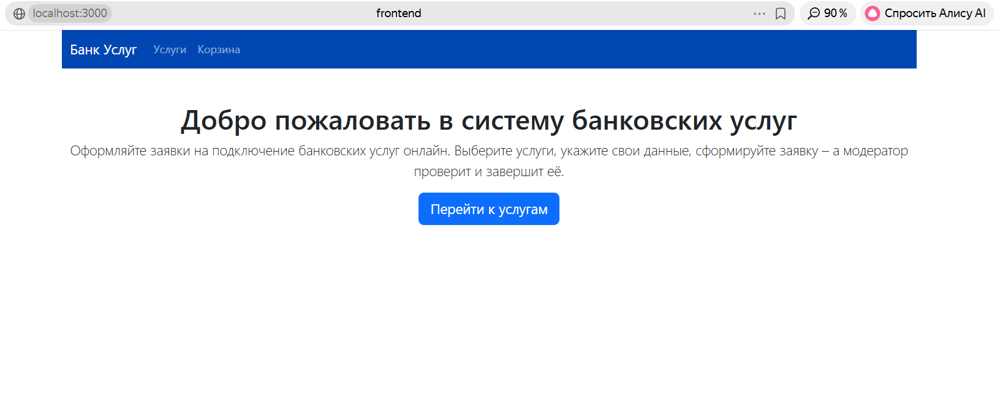 localhost:3000 frontend 90 % Спросить Алису AI
Банк Услуг Услуги Корзина
Добро пожаловать в систему банковских услуг
Оформляйте заявки на подключение банковских услуг онлайн. Выберите услуги, укажите свои данные, сформируйте заявку – а модератор
проверит и завершит её.
Перейти к услугам